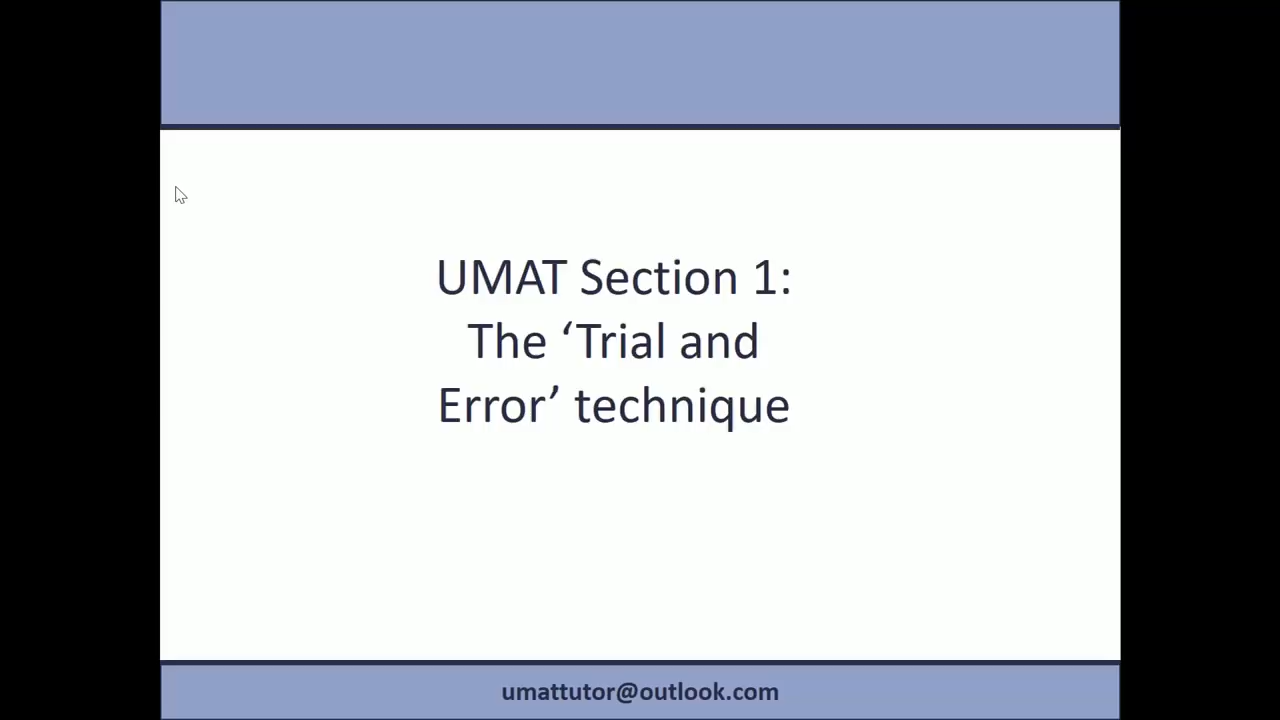 UMAT Section 1:
The ‘Trial and
Error’ technique
umattutor@outlook.com